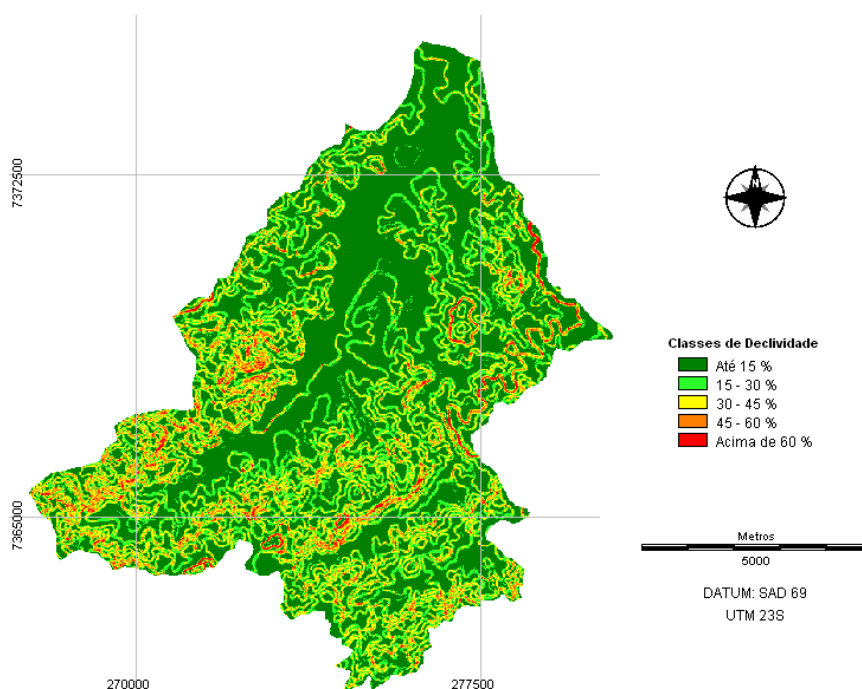 7372500
7365000
270000
277500
Classes de Declividade
Até 15 %
15 - 30 %
30 - 45 %
45 - 60 %
Acima de 60 %
Metros
5000
DATUM: SAD 69
UTM 23S